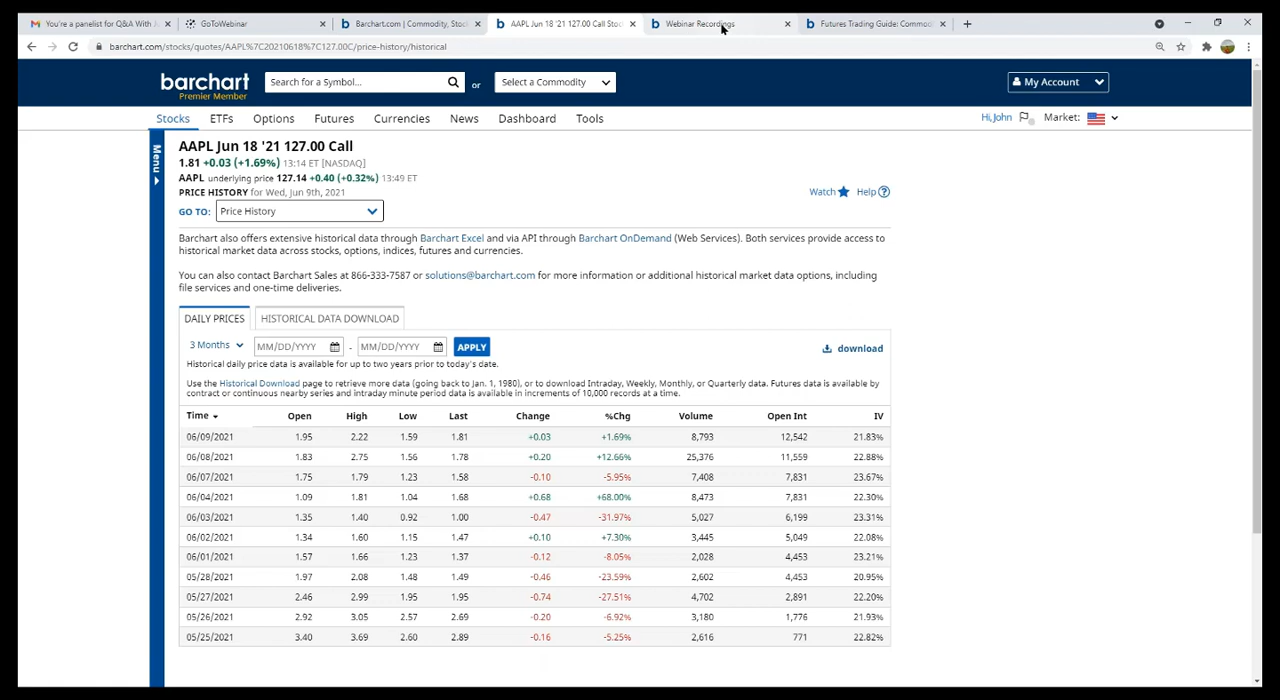 You're a panelist for Q&A With J
GoToWebinar
Barchart.com | Commodity, Stoc
AAPL Jun 18 '21 127.00 Call Stoc
Webinar Recordings
Futures Trading Guide: Commod
barchart.com/stocks/quotes/AAPL%7C20210618%7C127.00C/price-history/historical
barchart
Premier Member
Search for a Symbol...
or
Select a Commodity
My Account
Stocks ETFs Options Futures Currencies News Dashboard Tools
Hi, John
Market:
Menu
AAPL Jun 18 '21 127.00 Call
1.81 +0.03 (+1.69%) 13:14 ET [NASDAQ]
AAPL underlying price 127.14 +0.40 (+0.32%) 13:49 ET
PRICE HISTORY for Wed, Jun 9th, 2021
Watch Help
GO TO: Price History
Barchart also offers extensive historical data through Barchart Excel and via API through Barchart OnDemand (Web Services). Both services provide access to
historical market data across stocks, options, indices, futures and currencies.
You can also contact Barchart Sales at 866-333-7587 or solutions@barchart.com for more information or additional historical market data options, including
file services and one-time deliveries.
DAILY PRICES HISTORICAL DATA DOWNLOAD
3 Months MM/DD/YYYY - MM/DD/YYYY APPLY download
Historical daily price data is available for up to two years prior to today's date.
Use the Historical Download page to retrieve more data (going back to Jan. 1, 1980), or to download Intraday, Weekly, Monthly, or Quarterly data. Futures data is available by
contract or continuous nearby series and intraday minute period data is available in increments of 10,000 records at a time.
Time Open High Low Last Change %Chg Volume Open Int IV
06/09/2021 1.95 2.22 1.59 1.81 +0.03 +1.69% 8,793 12,542 21.83%
06/08/2021 1.83 2.75 1.56 1.78 +0.20 +12.66% 25,376 11,559 22.88%
06/07/2021 1.75 1.79 1.23 1.58 -0.10 -5.95% 7,408 7,831 23.67%
06/04/2021 1.09 1.81 1.04 1.68 +0.68 +68.00% 8,473 7,831 22.30%
06/03/2021 1.35 1.40 0.92 1.00 -0.47 -31.97% 5,027 6,199 23.31%
06/02/2021 1.34 1.60 1.15 1.47 +0.10 +7.30% 3,445 5,049 22.08%
06/01/2021 1.57 1.66 1.23 1.37 -0.12 -8.05% 2,028 4,453 23.21%
05/28/2021 1.97 2.08 1.48 1.49 -0.46 -23.59% 2,602 4,453 20.95%
05/27/2021 2.46 2.99 1.95 1.95 -0.74 -27.51% 4,702 2,891 22.20%
05/26/2021 2.92 3.05 2.57 2.69 -0.20 -6.92% 3,180 1,776 21.93%
05/25/2021 3.40 3.69 2.60 2.89 -0.16 -5.25% 2,616 771 22.82%